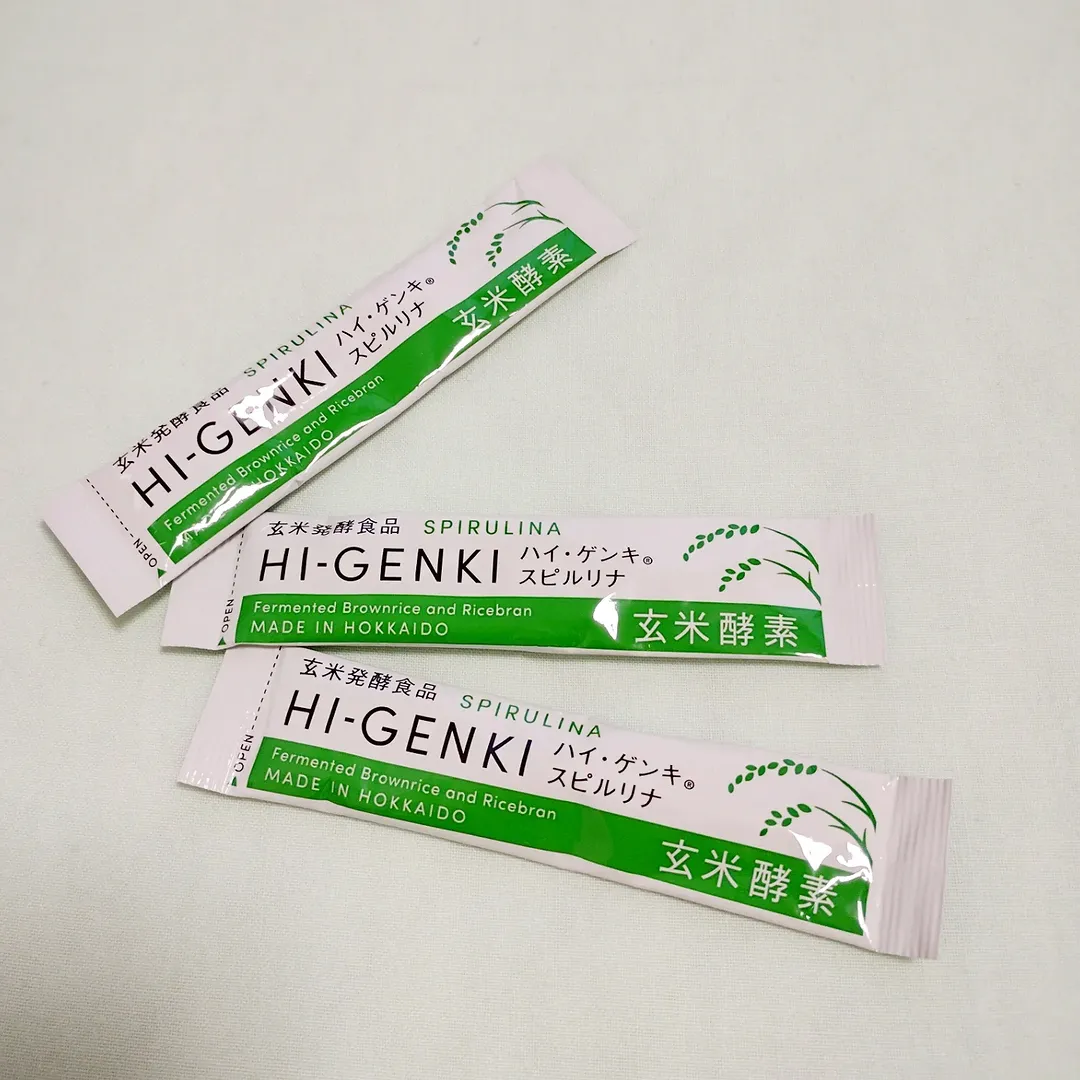 玄米発酵食品 SPIRULINA
HI-GENKI ハイ・ゲンキ®
スピルリナ
Fermented Brownrice and Ricebran
HOKKAIDO
玄米酵素
OPEN
玄米発酵食品 SPIRULINA
HI-GENKI ハイ・ゲンキ®
スピルリナ
Fermented Brownrice and Ricebran
MADE IN HOKKAIDO
玄米酵素
OPEN
玄米発酵食品 SPIRULINA
HI-GENKI ハイ・ゲンキ®
スピルリナ
Fermented Brownrice and Ricebran
MADE IN HOKKAIDO
玄米酵素
OPEN